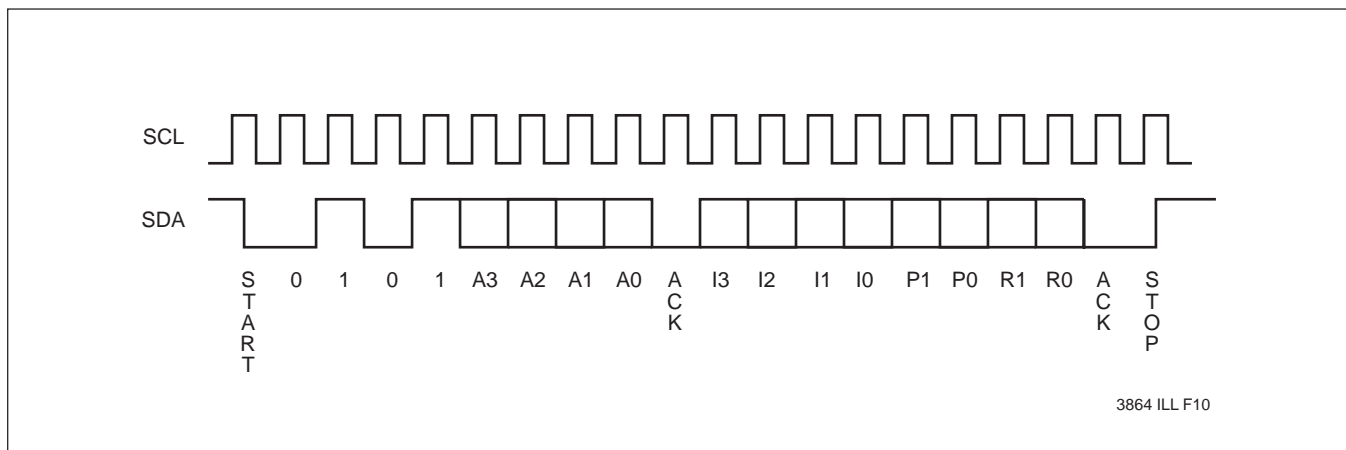 SCL
SDA
START 0 1 0 1 A3 A2 A1 A0 ACK I3 I2 I1 I0 P1 P0 R1 R0 ACK STOP
3864 ILL F10